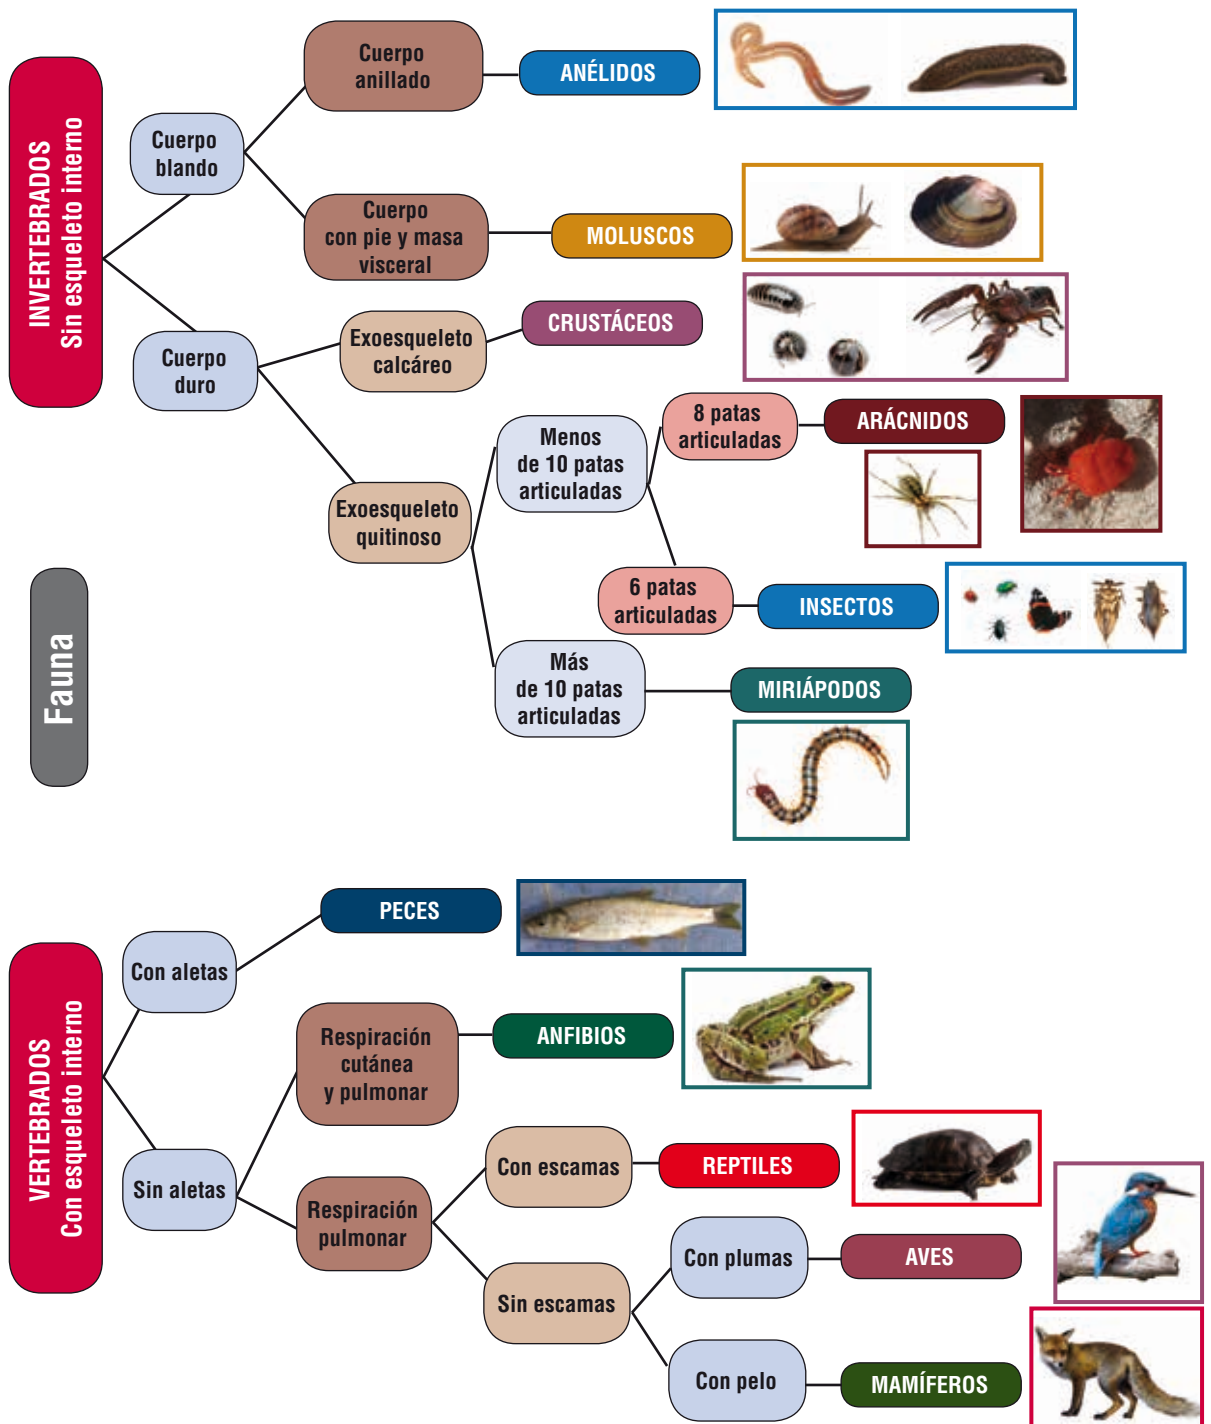 INVERTEBRADOS
Sin esqueleto interno
Cuerpo
blando
Cuerpo
anillado
ANÉLIDOS
Cuerpo
con pie y masa
visceral
MOLUSCOS
Cuerpo
duro
Exoesqueleto
calcáreo
CRUSTÁCEOS
Exoesqueleto
quitinoso
Menos
de 10 patas
articuladas
8 patas
articuladas
ARÁCNIDOS
6 patas
articuladas
INSECTOS
Más
de 10 patas
articuladas
MIRIÁPODOS
Fauna
VERTEBRADOS
Con esqueleto interno
Con aletas
PECES
Sin aletas
Respiración
cutánea
y pulmonar
ANFIBIOS
Respiración
pulmonar
Con escamas
REPTILES
Sin escamas
Con plumas
AVES
Con pelo
MAMÍFEROS